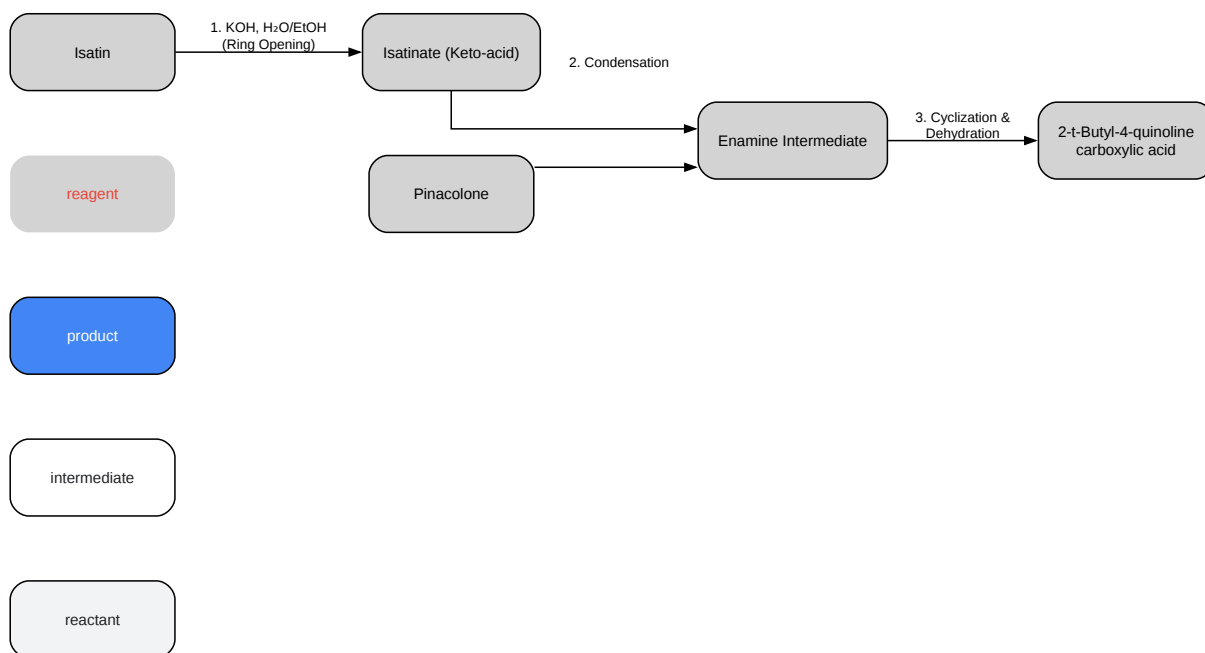 Isatin
1. KOH, H₂O/EtOH
(Ring Opening)
Isatinate (Keto-acid)
2. Condensation
Pinacolone
Enamine Intermediate
3. Cyclization &
Dehydration
2-t-Butyl-4-quinoline
carboxylic acid
reagent
product
intermediate
reactant